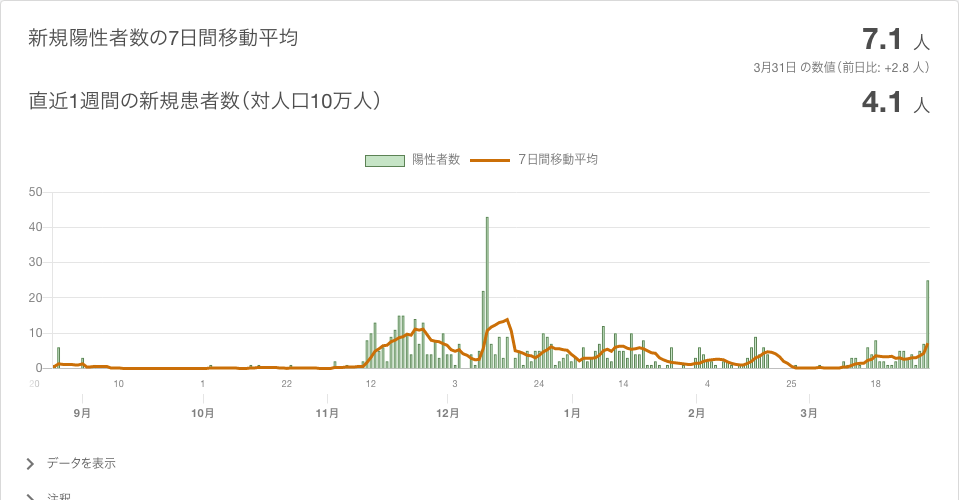 新規陽性者数の7日間移動平均
7.1 人
3月31日 の数値（前日比: +2.8 人）
直近1週間の新規患者数（対人口10万人）
4.1 人
陽性者数 7日間移動平均
50
40
30
20
10
0
20 10 1 22 12 3 24 14 4 25 18
9月 10月 11月 12月 1月 2月 3月
データを表示
注釈